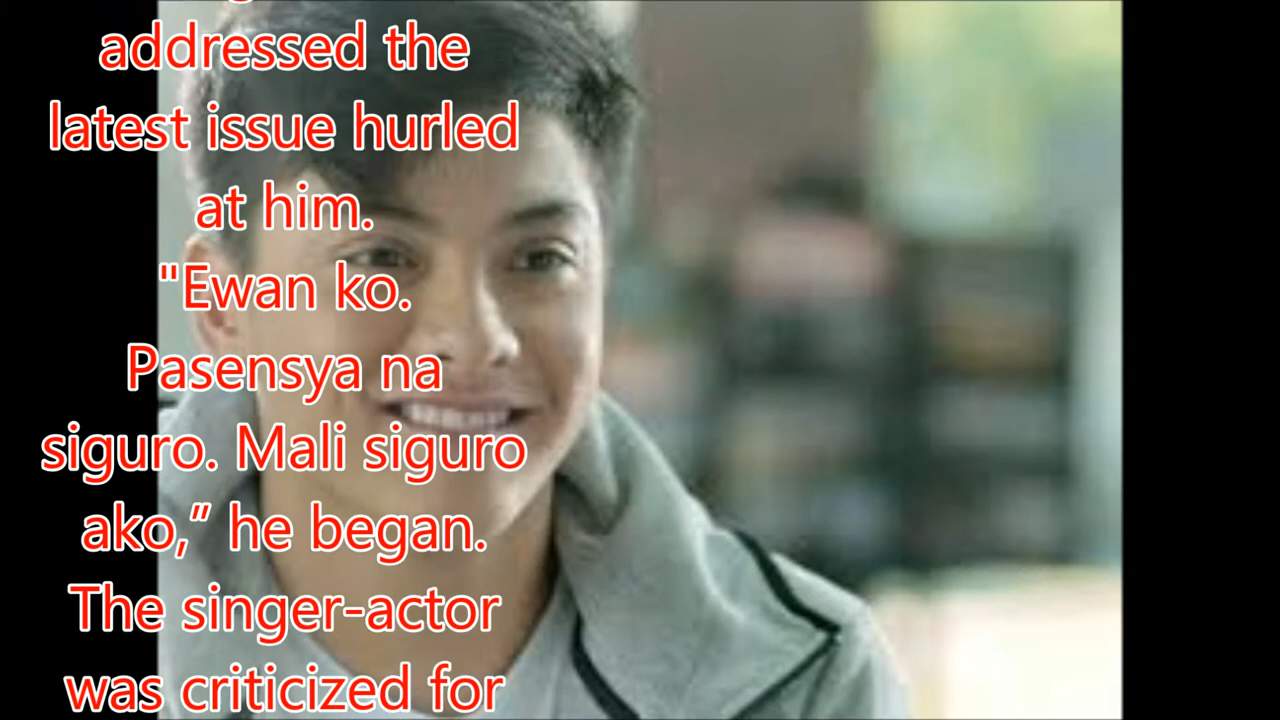 addressed the
latest issue hurled
at him.
"Ewan ko.
Pasensya na
siguro. Mali siguro
ako,” he began.
The singer-actor
was criticized for